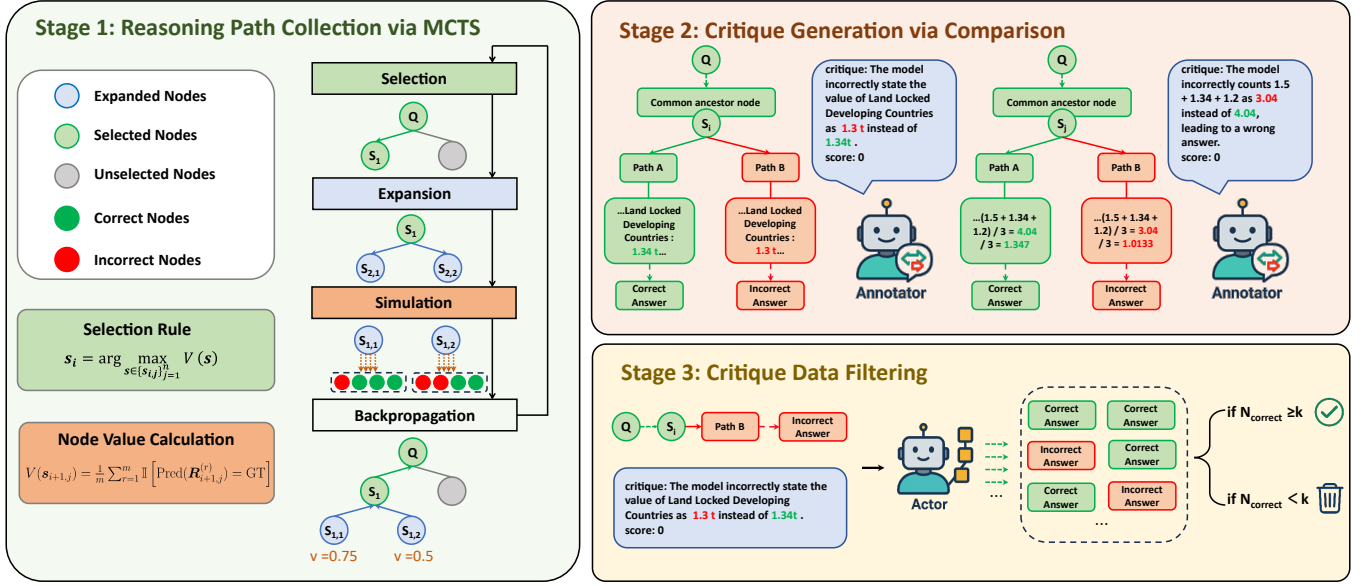 Stage 1: Reasoning Path Collection via MCTS
Expanded Nodes
Selected Nodes
Unselected Nodes
Correct Nodes
Incorrect Nodes
Selection Rule
s_i = arg max_{s∈{s_{i,j}}_{j=1}^{n}} V (s)
Node Value Calculation
V(s_{i+1,j}) = \frac{1}{m} \sum_{r=1}^{m} 𝕀 [Pred(R_{i+1,j}^{(r)}) = GT]
Selection
Q
S1
Expansion
S1
S2,1
S2,2
Simulation
S1,1
S1,2
Backpropagation
Q
S1
S1,1
S1,2
v =0.75
v =0.5
Stage 2: Critique Generation via Comparison
Q
Common ancestor node
Si
Path A
Path B
...Land Locked
Developing
Countries :
1.34 t...
...Land Locked
Developing
Countries :
1.3 t...
Correct
Answer
Incorrect
Answer
critique: The model
incorrectly state the
value of Land Locked
Developing Countries
as 1.3 t instead of
1.34t .
score: 0
Annotator
Q
Common ancestor node
Sj
Path A
Path B
...(1.5 + 1.34 +
1.2) / 3 = 4.04
/ 3 = 1.347
...(1.5 + 1.34 +
1.2) / 3 = 3.04
/ 3 = 1.0133
Correct
Answer
Incorrect
Answer
critique: The model
incorrectly counts 1.5
+ 1.34 + 1.2 as 3.04
instead of 4.04,
leading to a wrong
answer.
score: 0
Annotator
Stage 3: Critique Data Filtering
Q
Si
Path B
Incorrect
Answer
critique: The model incorrectly state the
value of Land Locked Developing
Countries as 1.3 t instead of 1.34t .
score: 0
Actor
...
Correct
Answer
Correct
Answer
Incorrect
Answer
Correct
Answer
Correct
Answer
Incorrect
Answer
...
if Ncorrect ≥k
if Ncorrect < k